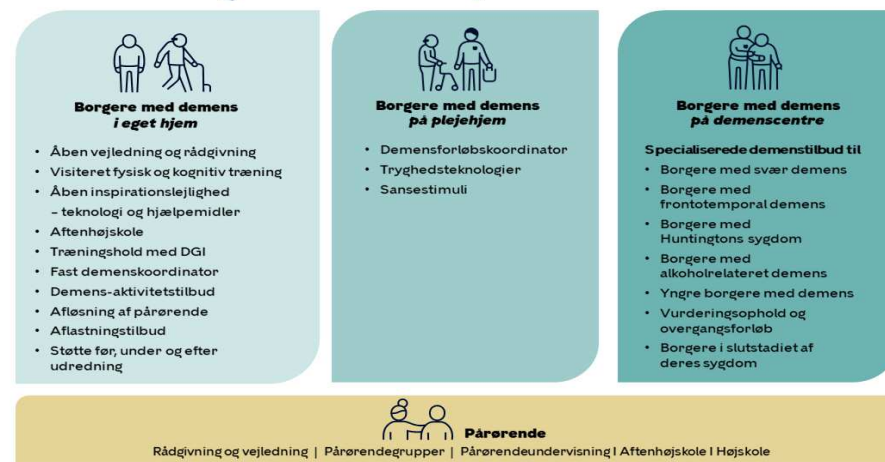 Borgere med demens
i eget hjem
• Åben vejledning og rådgivning
• Visiteret fysisk og kognitiv træning
• Åben inspirationslejlighed
– teknologi og hjælpemidler
• Aftenhøjskole
• Træningshold med DGI
• Fast demenskoordinator
• Demens-aktivitetstilbud
• Afløsning af pårørende
• Aflastningstilbud
• Støtte før, under og efter
udredning
Borgere med demens
på plejehjem
• Demensforløbskoordinator
• Tryghedsteknologier
• Sansestimuli
Borgere med demens
på demenscentre
Specialiserede demenstilbud til
• Borgere med svær demens
• Borgere med
frontotemporal demens
• Borgere med
Huntingtons sygdom
• Borgere med
alkoholrelateret demens
• Yngre borgere med demens
• Vurderingsophold og
overgangsforløb
• Borgere i slutstadiet af
deres sygdom
Pårørende
Rådgivning og vejledning | Pårørendegrupper | Pårørendeundervisning I Aftenhøjskole I Højskole